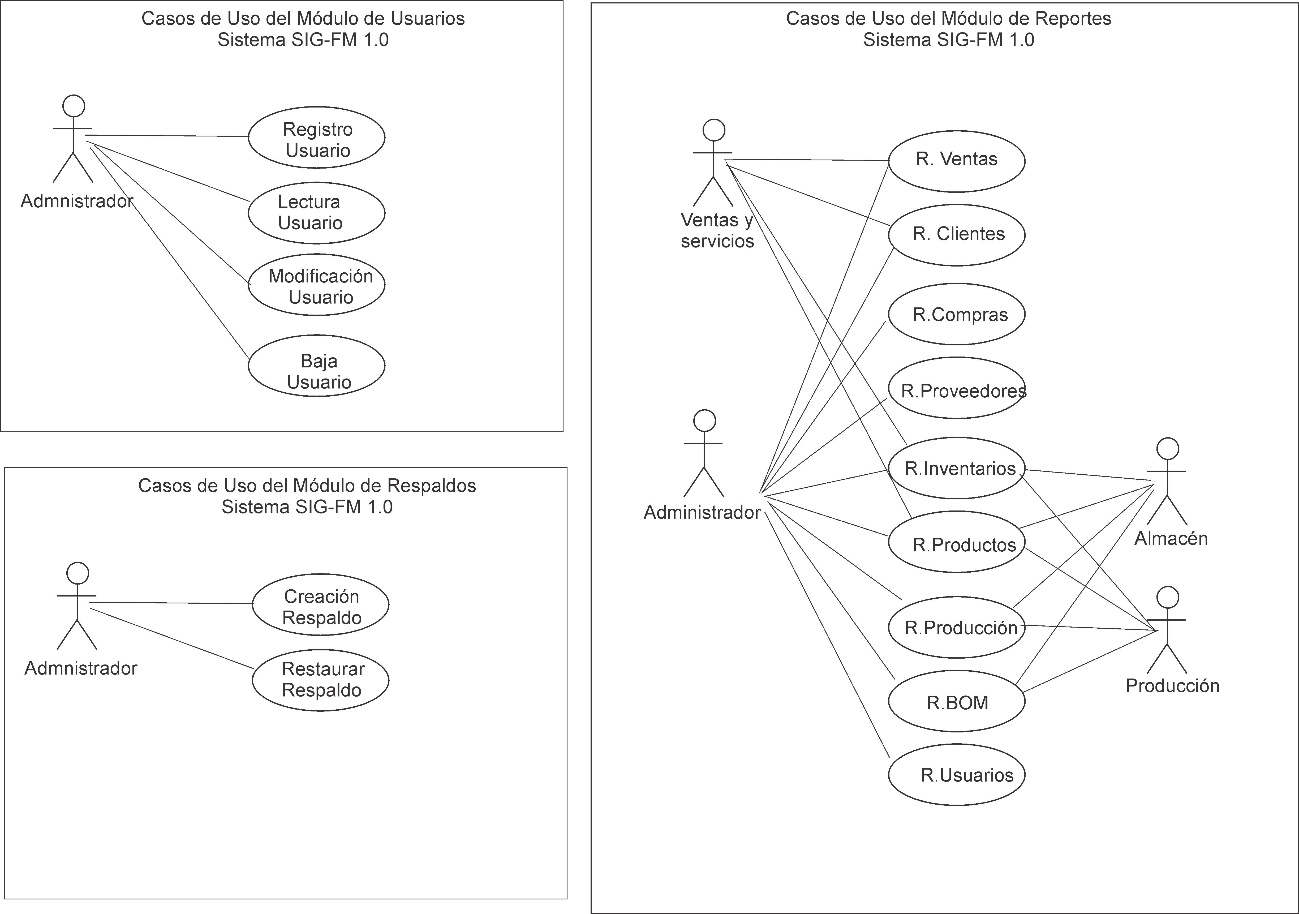 Casos de Uso del Módulo de Usuarios
Sistema SIG-FM 1.0
Admnistrador
Registro
Usuario
Lectura
Usuario
Modificación
Usuario
Baja
Usuario
Casos de Uso del Módulo de Respaldos
Sistema SIG-FM 1.0
Admnistrador
Creación
Respaldo
Restaurar
Respaldo
Casos de Uso del Módulo de Reportes
Sistema SIG-FM 1.0
Ventas y
servicios
Administrador
R. Ventas
R. Clientes
R.Compras
R.Proveedores
R.Inventarios
R.Productos
R.Producción
R.BOM
R.Usuarios
Almacén
Producción